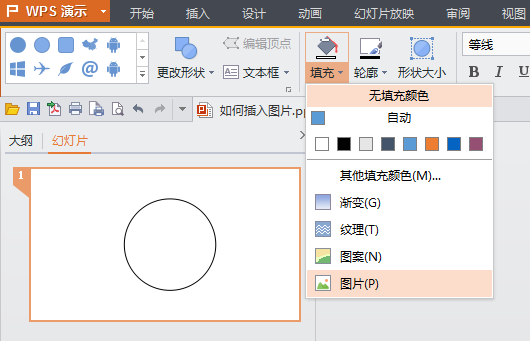 WPS 演示 开始 插入 设计 动画 幻灯片放映 审阅 视图
编辑顶点 等线
更改形状 文本框 填充 轮廓 形状大小 B I U
如何插入图片.pp
无填充颜色
自动
大纲 幻灯片
1
其他填充颜色(M)...
渐变(G)
纹理(T)
图案(N)
图片(P)